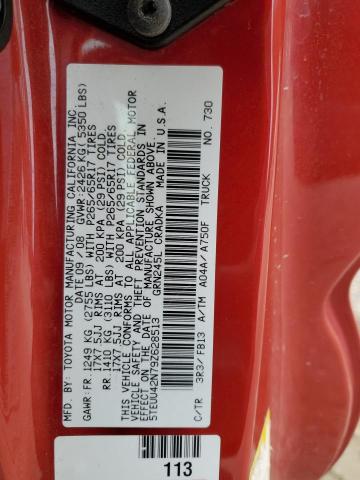 MFD. BY: TOYOTA MOTOR MANUFACTURING CALIFORNIA INC
DATE 09/08 GVWR: 2426 KG( 5350 LBS)
GAWR: FR 1249 KG (2755 LBS) WITH P265/65R17 TIRES
17X7.5JJ RIMS AT 200 KPA (29 PSI) COLD
RR 1410 KG (3110 LBS) WITH P265/65R17 TIRES
17X7.5JJ RIMS AT 200 KPA (29 PSI) COLD
THIS VEHICLE CONFORMS TO ALL APPLICABLE FEDERAL MOTOR
VEHICLE SAFETY AND THEFT PREVENTION STANDARDS IN
EFFECT ON THE DATE OF MANUFACTURE SHOWN ABOVE
5TEUU42N79Z628513 GRN245L CRADKA MADE IN U.S.A
TRUCK NO. 730
C/TR 3R3/FB13 A/TM A04A/A750F
113